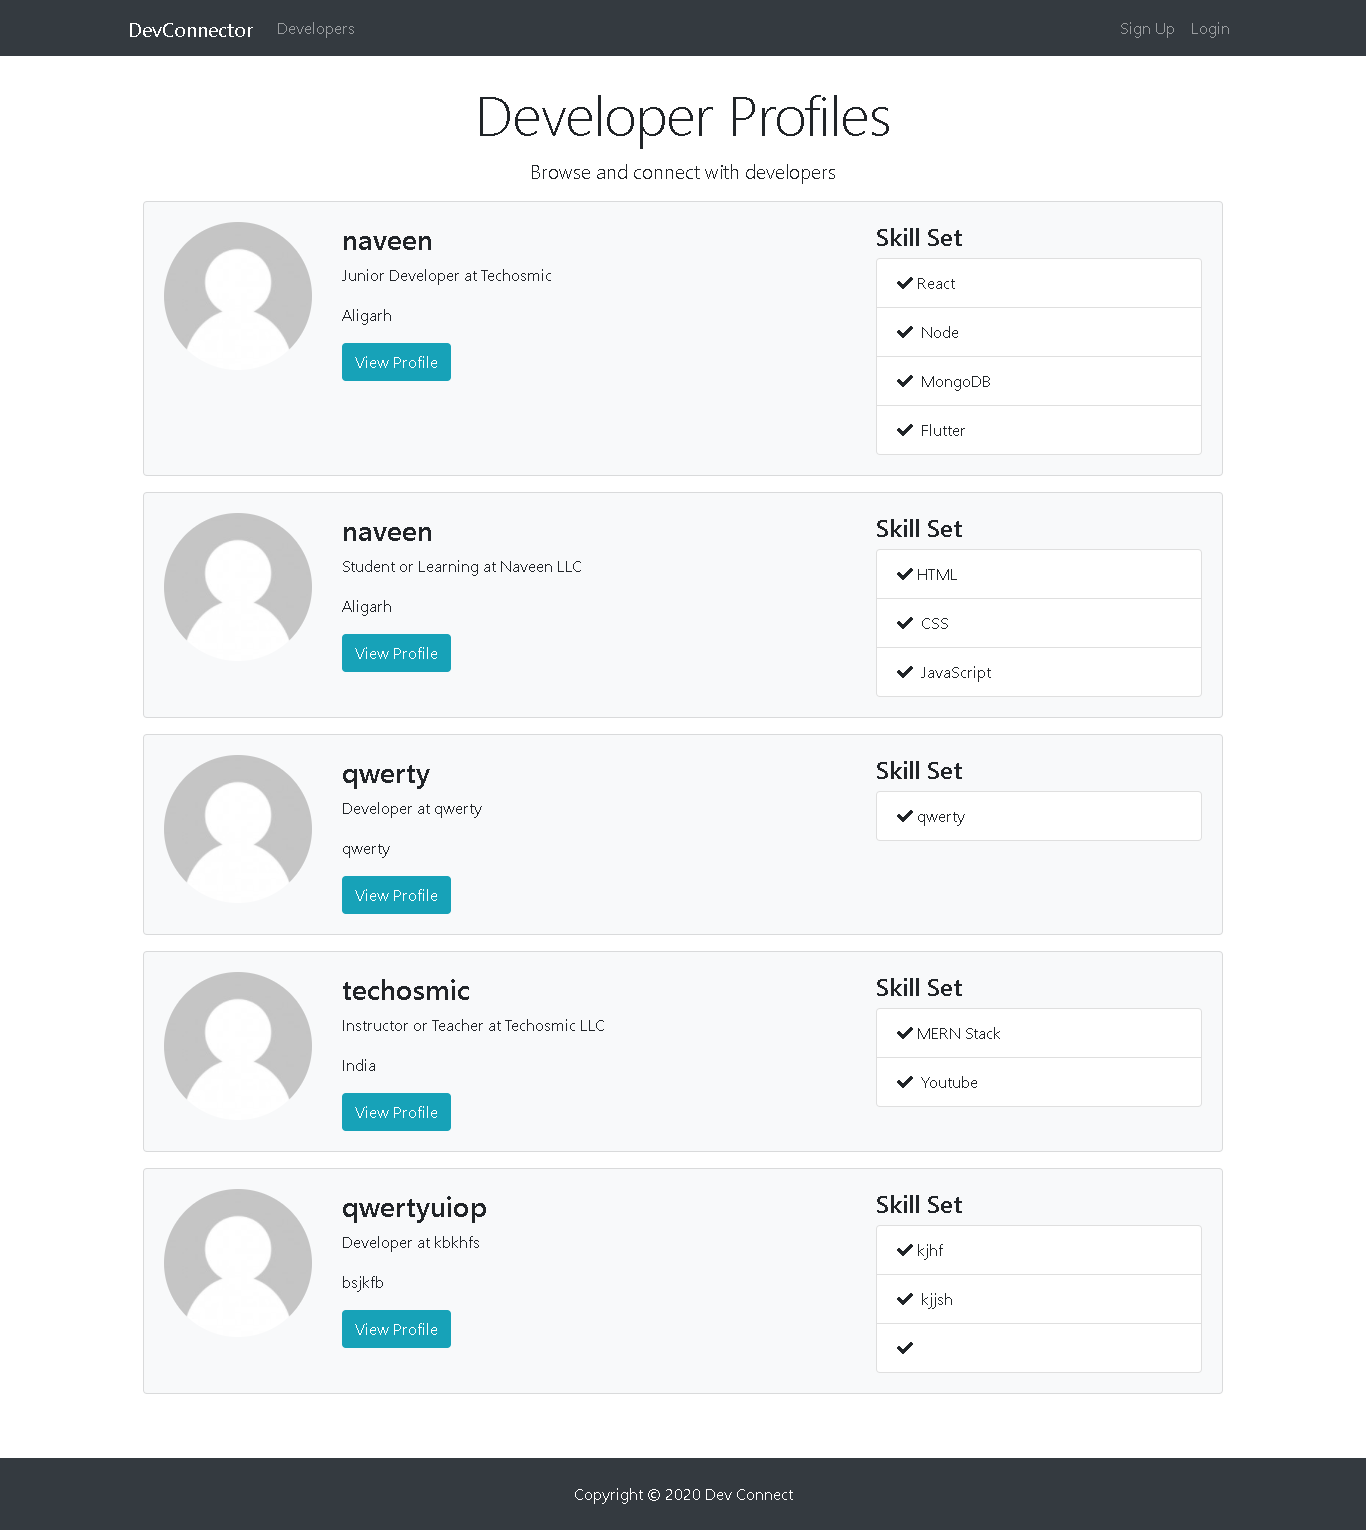 DevConnector Developers Sign Up Login
Developer Profiles
Browse and connect with developers
naveen
Junior Developer at Techosmic
Aligarh
View Profile
Skill Set
React
Node
MongoDB
Flutter
naveen
Student or Learning at Naveen LLC
Aligarh
View Profile
Skill Set
HTML
CSS
JavaScript
qwerty
Developer at qwerty
qwerty
View Profile
Skill Set
qwerty
techosmic
Instructor or Teacher at Techosmic LLC
India
View Profile
Skill Set
MERN Stack
Youtube
qwertyuiop
Developer at kbkhfs
bsjkfb
View Profile
Skill Set
kjhf
kjjsh
Copyright © 2020 Dev Connect